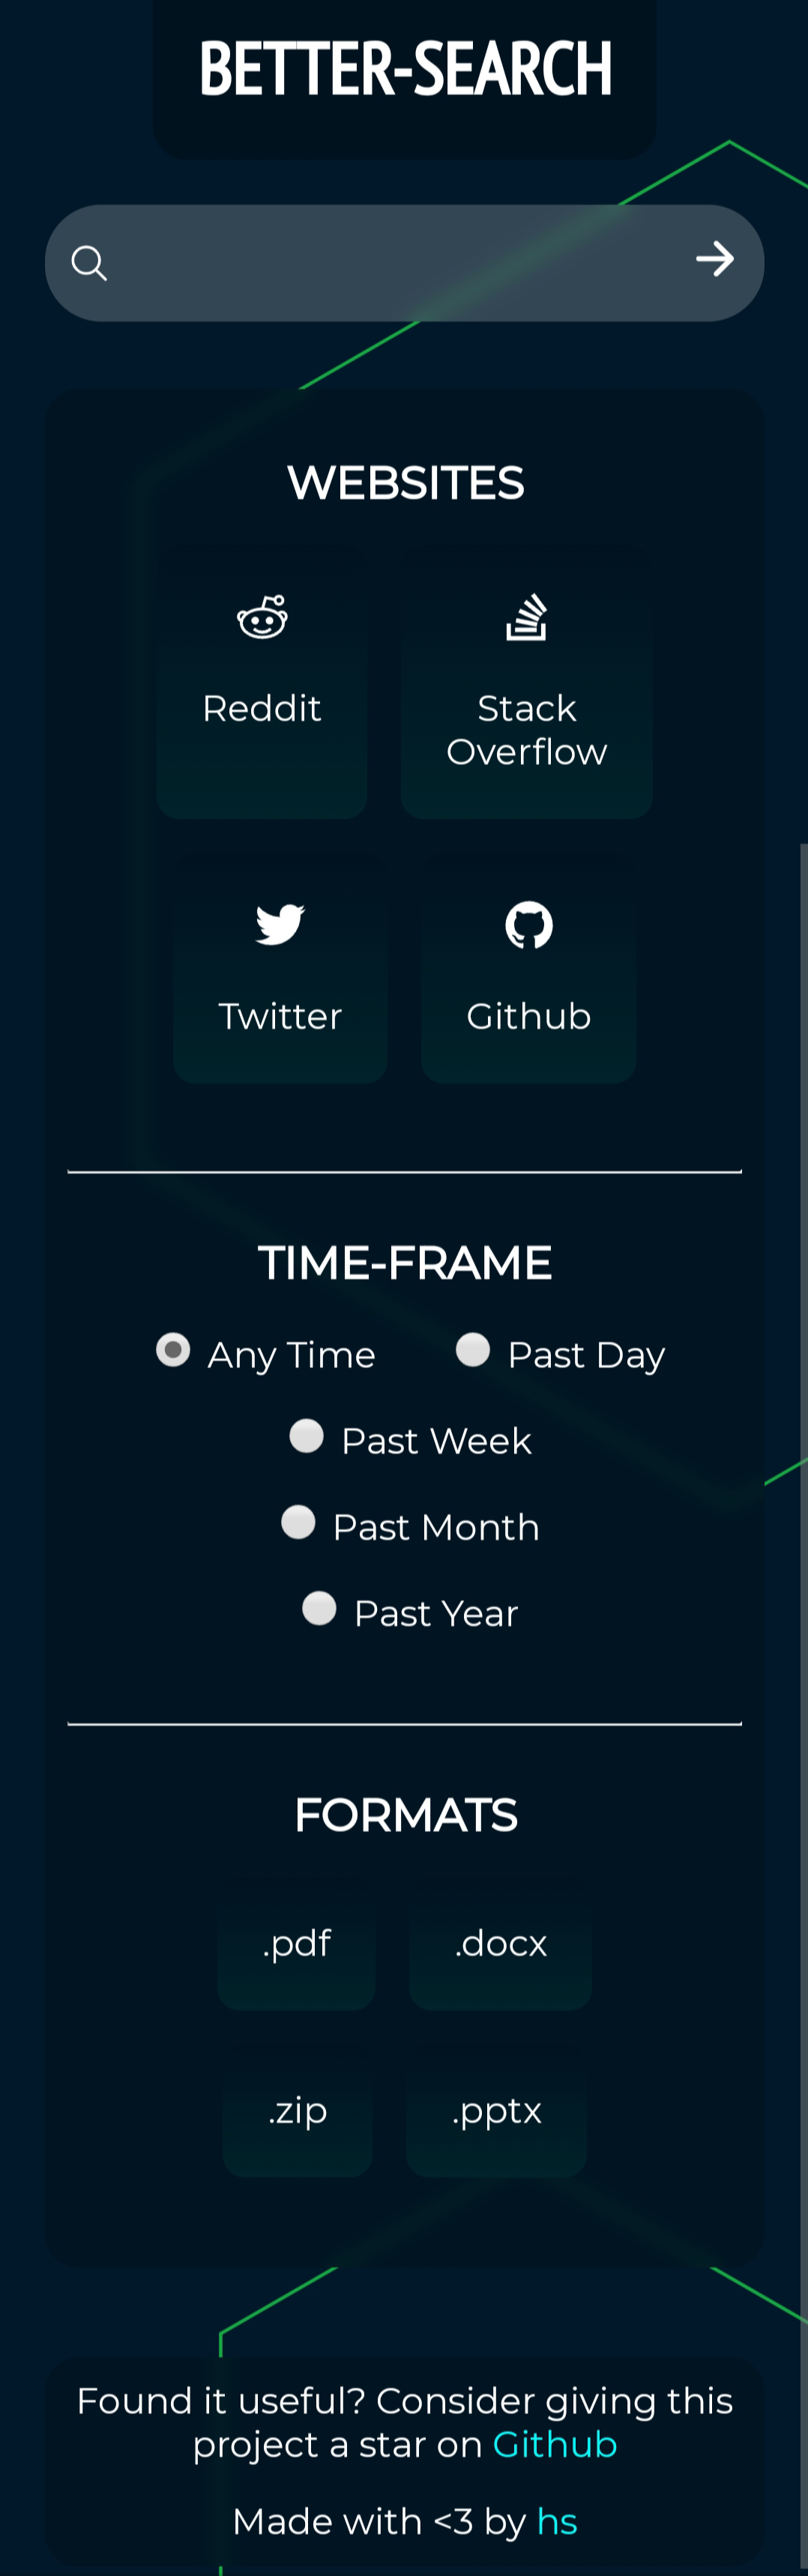 BETTER-SEARCH
WEBSITES
Reddit
Stack
Overflow
Twitter
Github
TIME-FRAME
Any Time
Past Day
Past Week
Past Month
Past Year
FORMATS
.pdf
.docx
.zip
.pptx
Found it useful? Consider giving this
project a star on Github
Made with <3 by hs